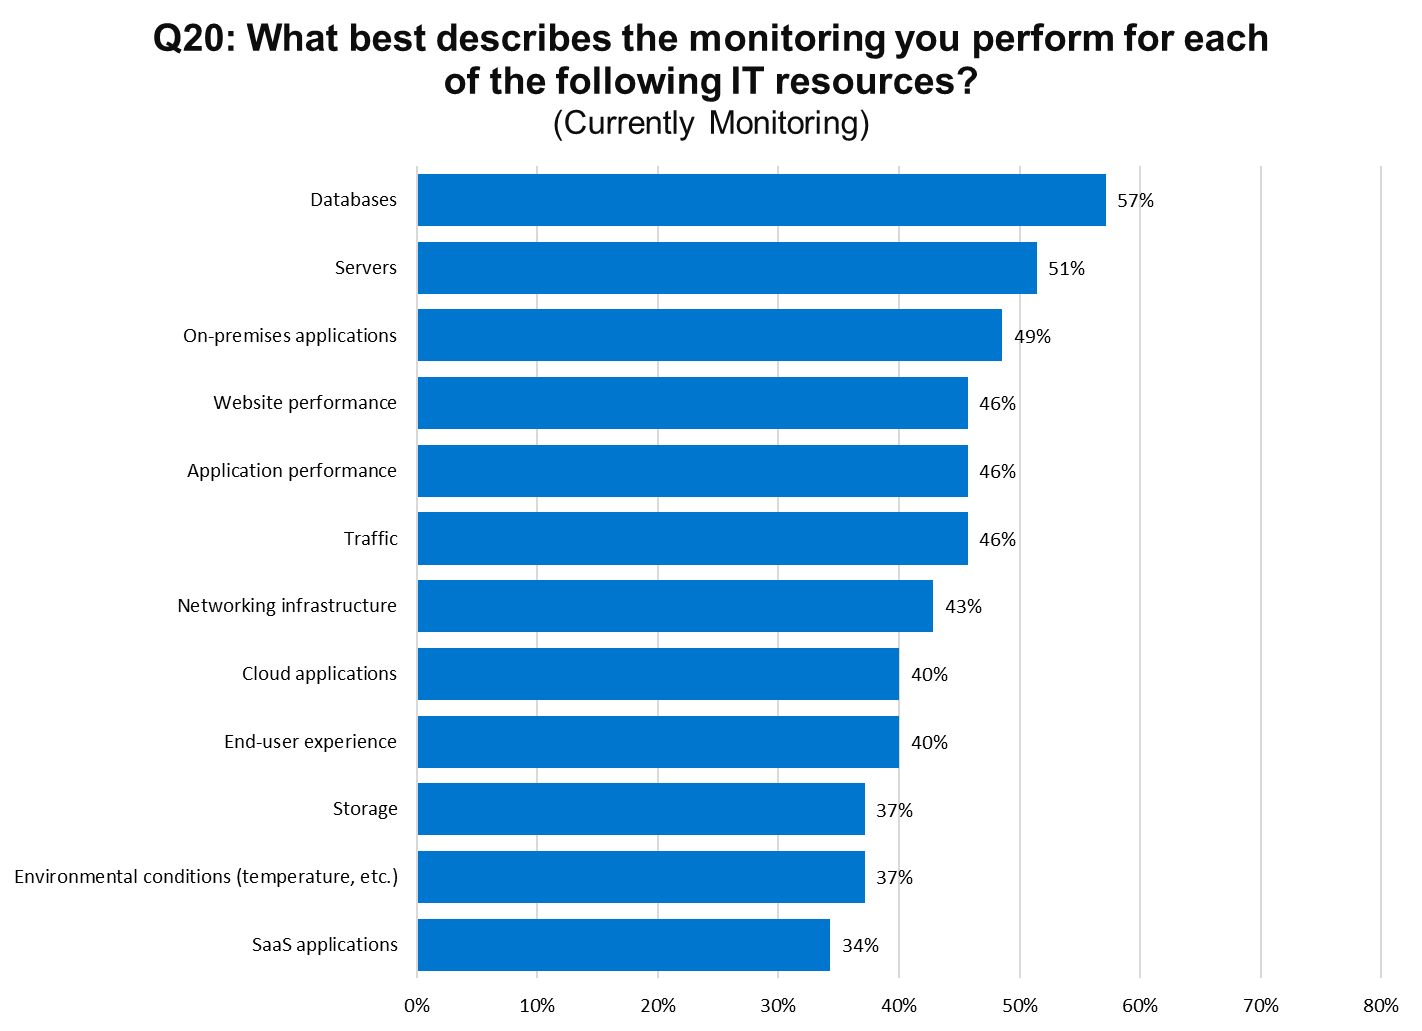 Q20: What best describes the monitoring you perform for each
of the following IT resources?
(Currently Monitoring)
Databases 57%
Servers 51%
On-premises applications 49%
Website performance 46%
Application performance 46%
Traffic 46%
Networking infrastructure 43%
Cloud applications 40%
End-user experience 40%
Storage 37%
Environmental conditions (temperature, etc.) 37%
SaaS applications 34%
0% 10% 20% 30% 40% 50% 60% 70% 80%